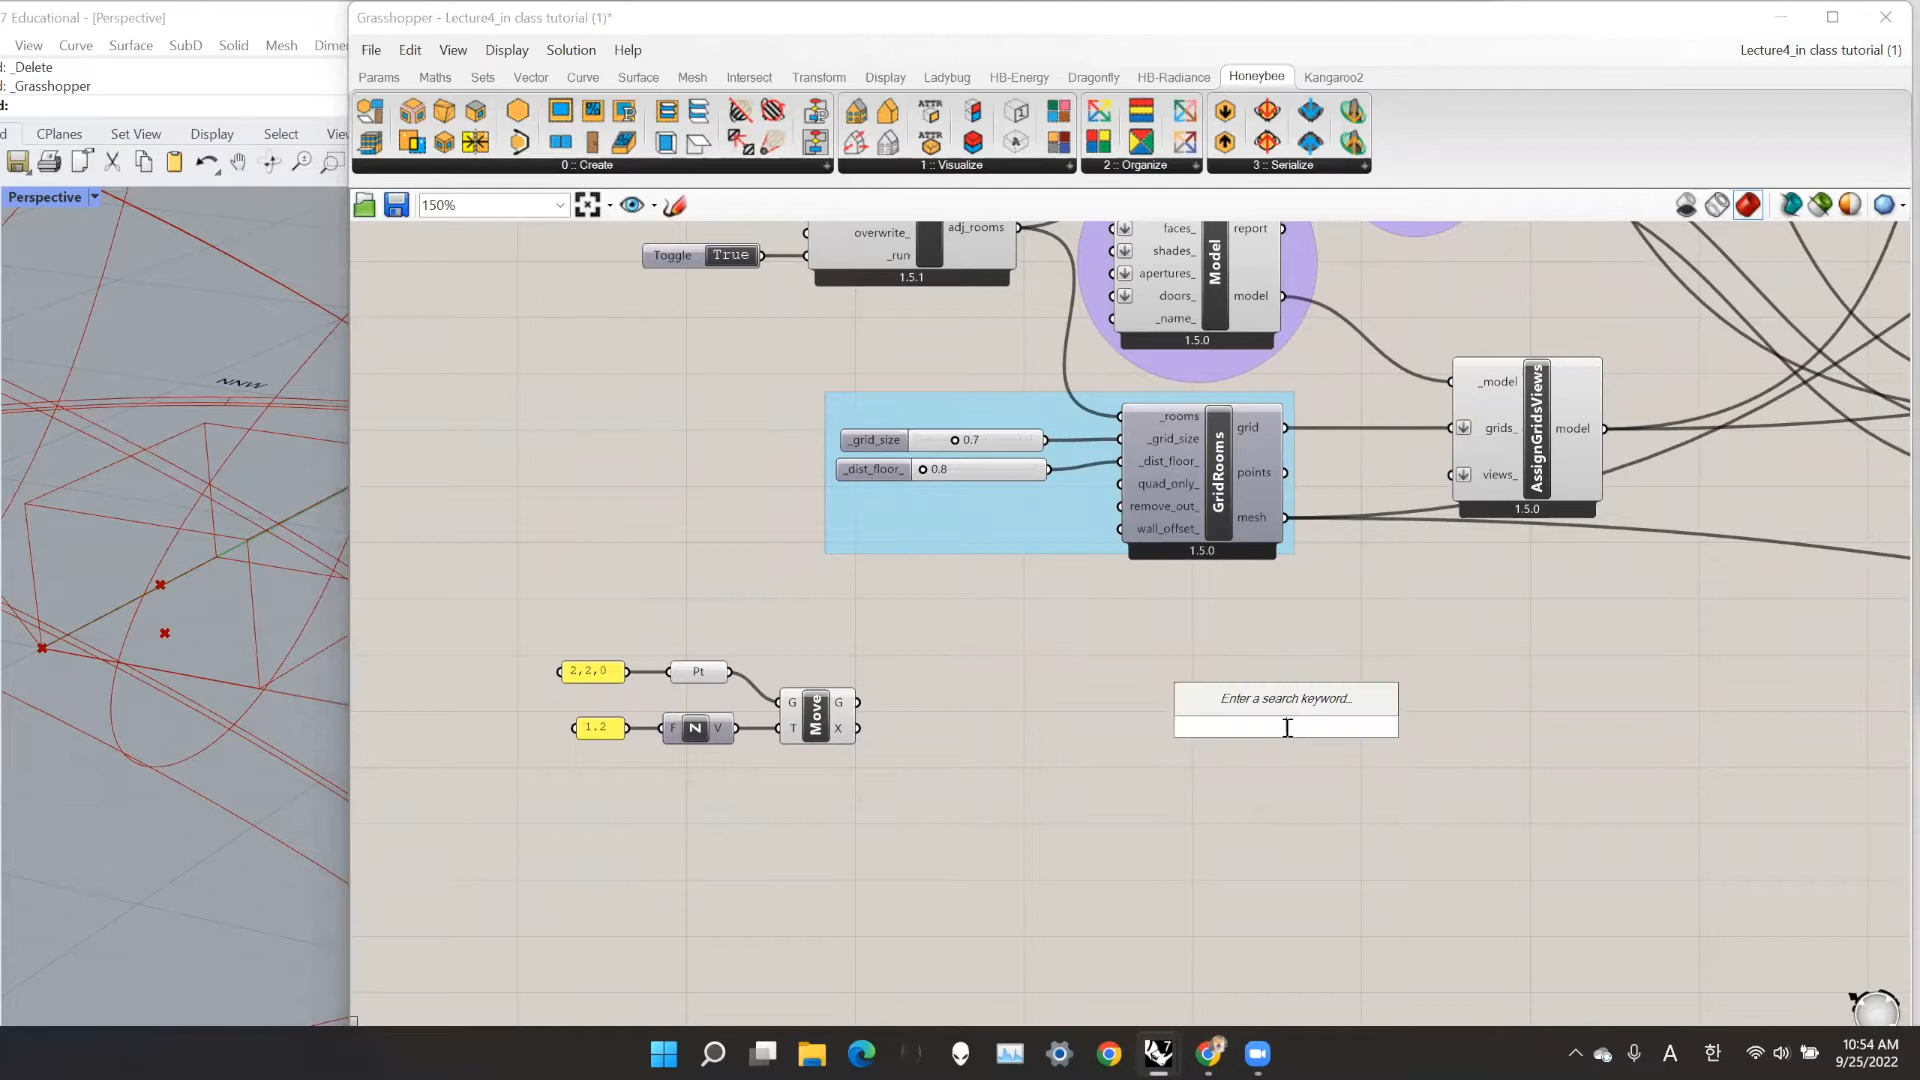 7 Educational - [Perspective]
View Curve Surface SubD Solid Mesh Dimer
d: _Delete
d: _Grasshopper
d:
d CPlanes Set View Display Select View
Perspective
NNW
Grasshopper - Lecture4_in class tutorial (1)*
File Edit View Display Solution Help
Lecture4_in class tutorial (1)
Params Maths Sets Vector Curve Surface Mesh Intersect Transform Display Ladybug HB-Energy Dragonfly HB-Radiance Honeybee Kangaroo2
ATTR
ATTR
0 :: Create 1 :: Visualize 2 :: Organize 3 :: Serialize
150%
overwrite_ adj_rooms
Toggle True _run
1.5.1
faces_ report
shades_
apertures_
doors_ model
_name_
Model
1.5.0
_grid_size 0.7
_dist_floor_ 0.8
_rooms grid
_grid_size
_dist_floor_ points
quad_only_
remove_out_ mesh
wall_offset_
GridRooms
1.5.0
_model
grids_ model
views_
AssignGridsViews
1.5.0
2,2,0 Pt
1.2 F Z V
G G
T X
Move
Enter a search keyword...
A 한
10:54 AM
9/25/2022